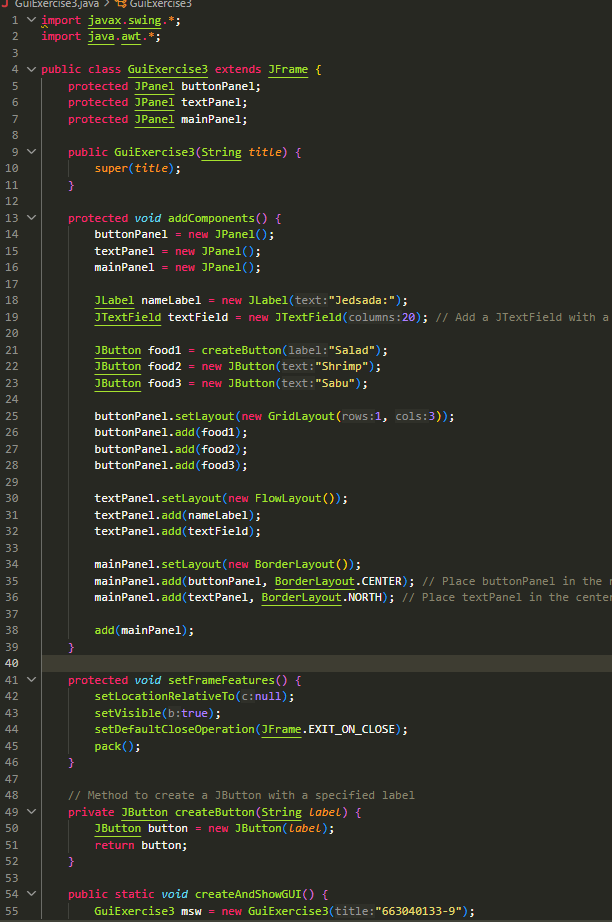 GuiExercise3.java > GuiExercise3
1 import javax.swing.*;
2 import java.awt.*;
3
4 public class GuiExercise3 extends JFrame {
5 protected JPanel buttonPanel;
6 protected JPanel textPanel;
7 protected JPanel mainPanel;
8
9 public GuiExercise3(String title) {
10 super(title);
11 }
12
13 protected void addComponents() {
14 buttonPanel = new JPanel();
15 textPanel = new JPanel();
16 mainPanel = new JPanel();
17
18 JLabel nameLabel = new JLabel(text:"Jedsada:");
19 JTextField textField = new JTextField(columns:20); // Add a JTextField with a
20
21 JButton food1 = createButton(label:"Salad");
22 JButton food2 = new JButton(text:"Shrimp");
23 JButton food3 = new JButton(text:"Sabu");
24
25 buttonPanel.setLayout(new GridLayout(rows:1, cols:3));
26 buttonPanel.add(food1);
27 buttonPanel.add(food2);
28 buttonPanel.add(food3);
29
30 textPanel.setLayout(new FlowLayout());
31 textPanel.add(nameLabel);
32 textPanel.add(textField);
33
34 mainPanel.setLayout(new BorderLayout());
35 mainPanel.add(buttonPanel, BorderLayout.CENTER); // Place buttonPanel in the
36 mainPanel.add(textPanel, BorderLayout.NORTH); // Place textPanel in the center
37
38 add(mainPanel);
39 }
40
41 protected void setFrameFeatures() {
42 setLocationRelativeTo(c:null);
43 setVisible(b:true);
44 setDefaultCloseOperation(JFrame.EXIT_ON_CLOSE);
45 pack();
46 }
47
48 // Method to create a JButton with a specified label
49 private JButton createButton(String label) {
50 JButton button = new JButton(label);
51 return button;
52 }
53
54 public static void createAndShowGUI() {
55 GuiExercise3 msw = new GuiExercise3(title:"663040133-9");